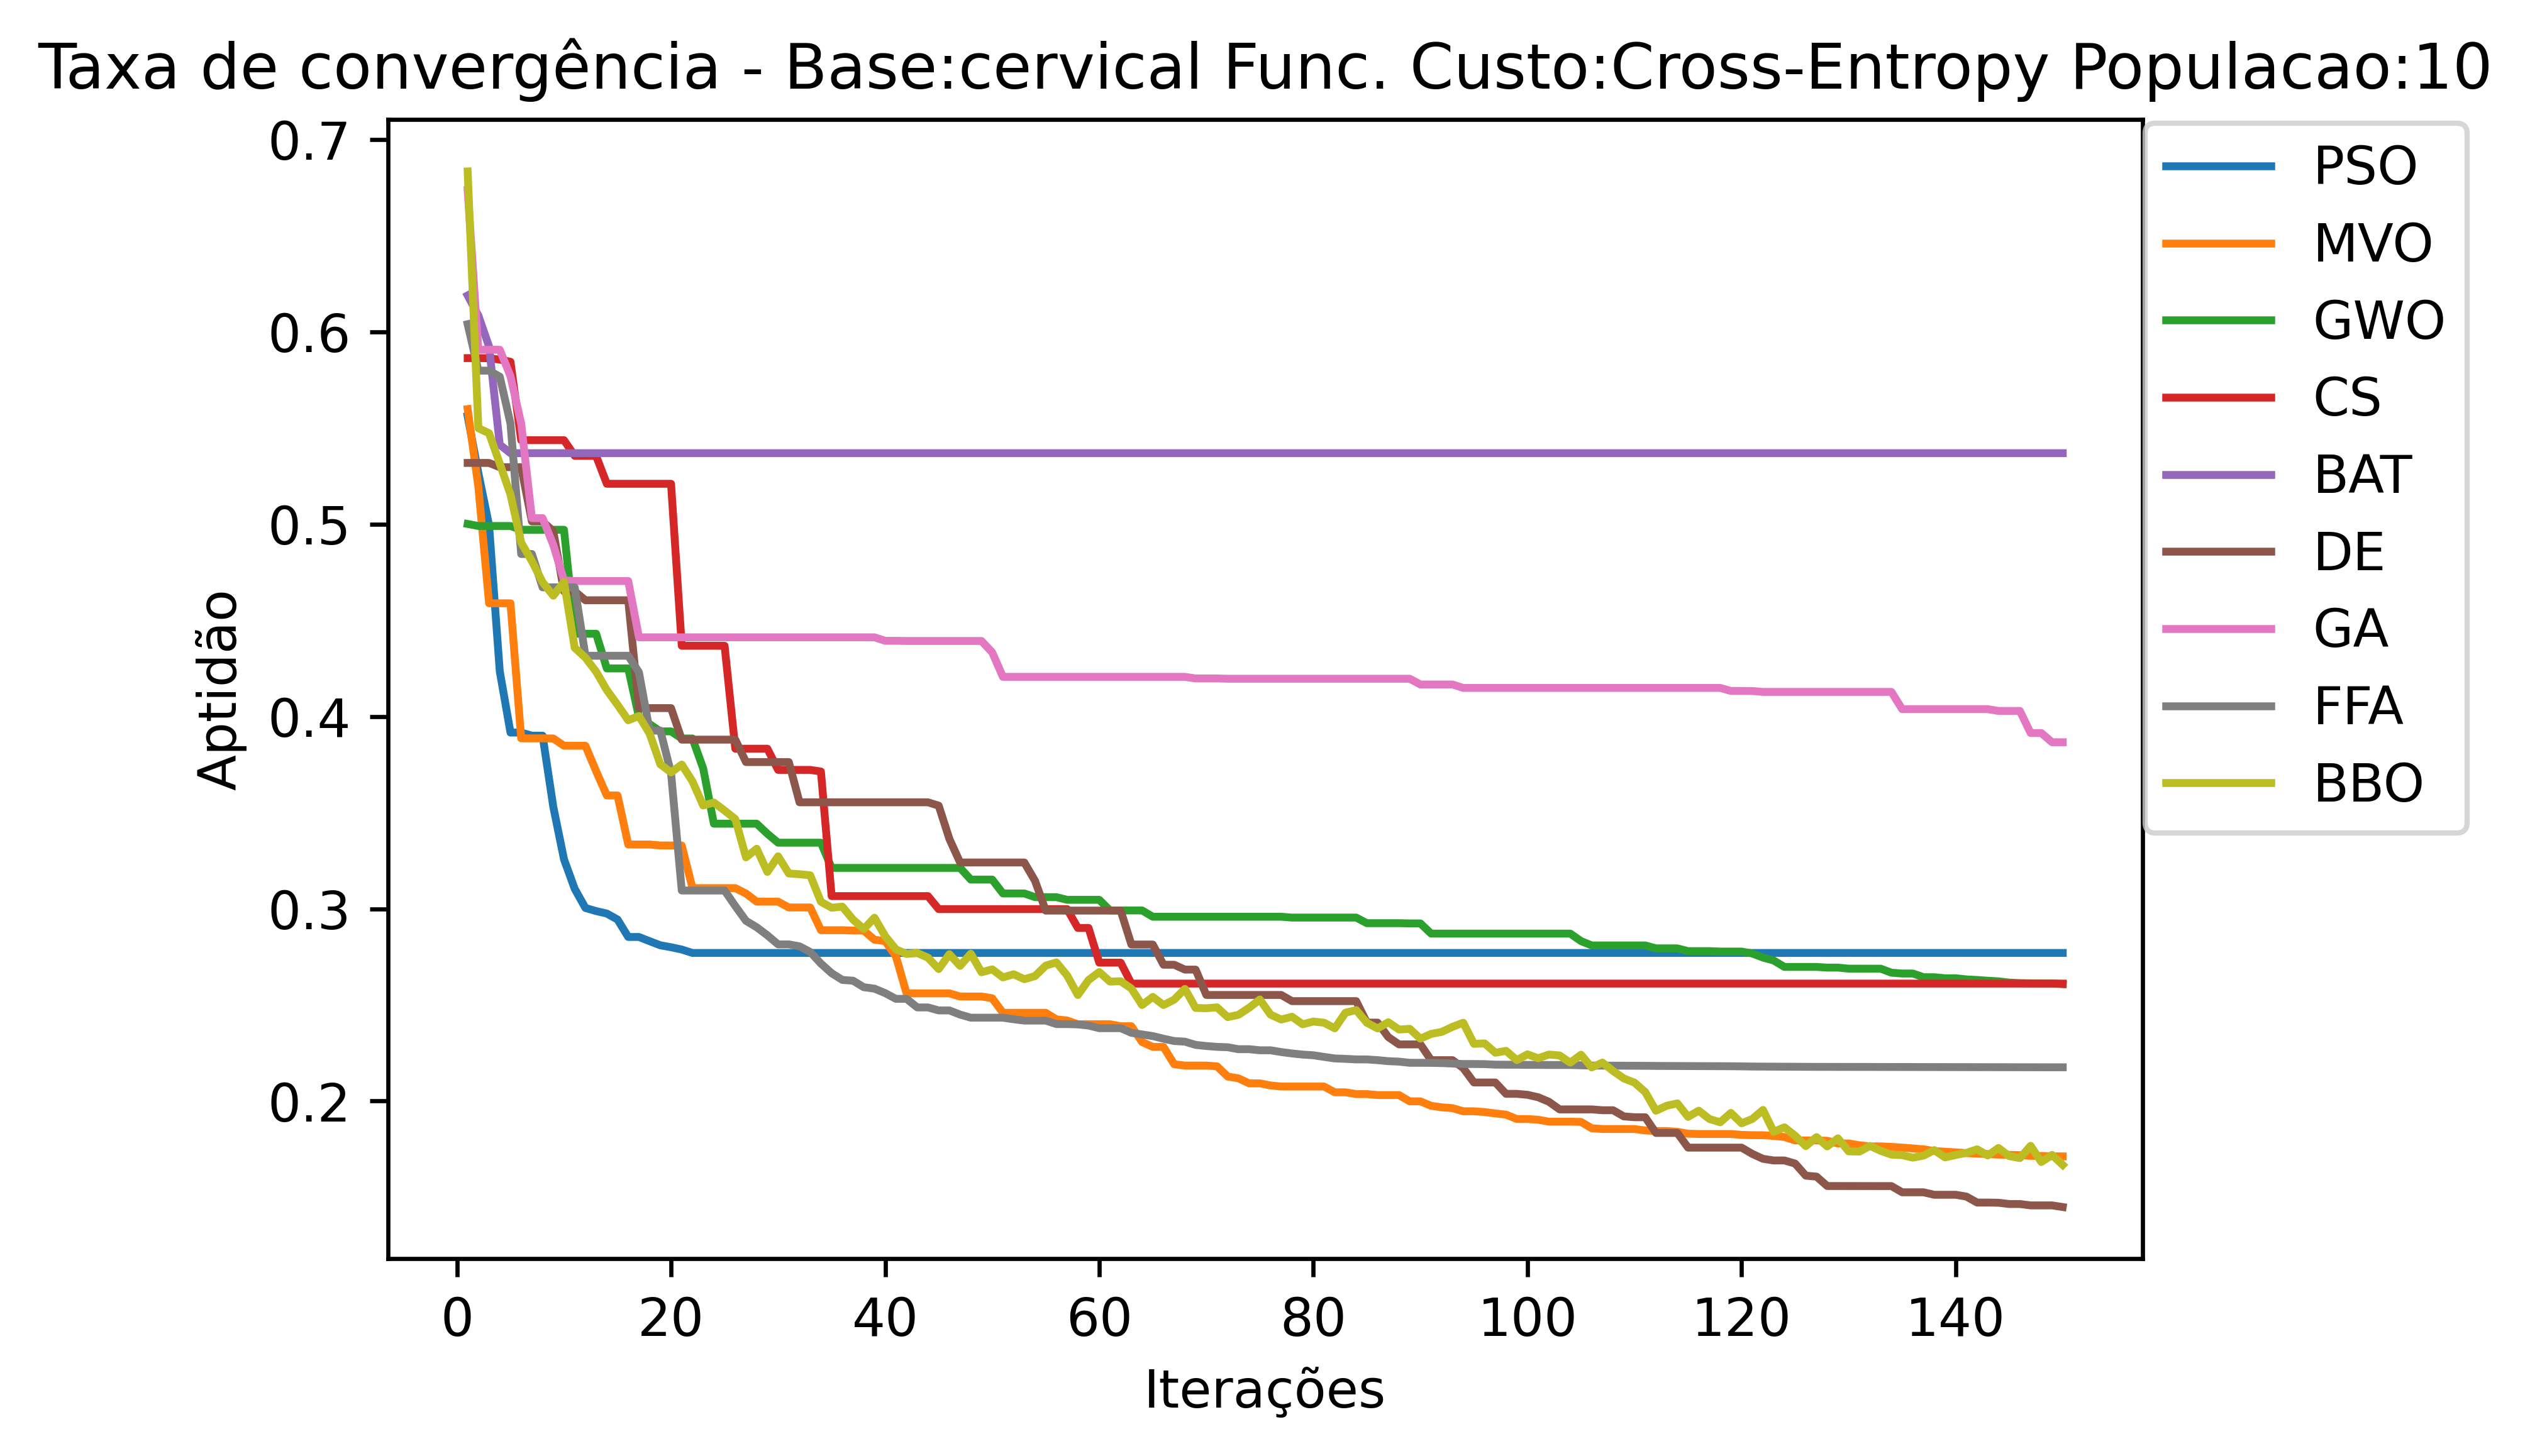 Taxa de convergência - Base:cervical Func. Custo:Cross-Entropy Populacao:10
0.7
0.6
0.5
0.4
0.3
0.2
Aptidão
0 20 40 60 80 100 120 140
Iterações
PSO
MVO
GWO
CS
BAT
DE
GA
FFA
BBO